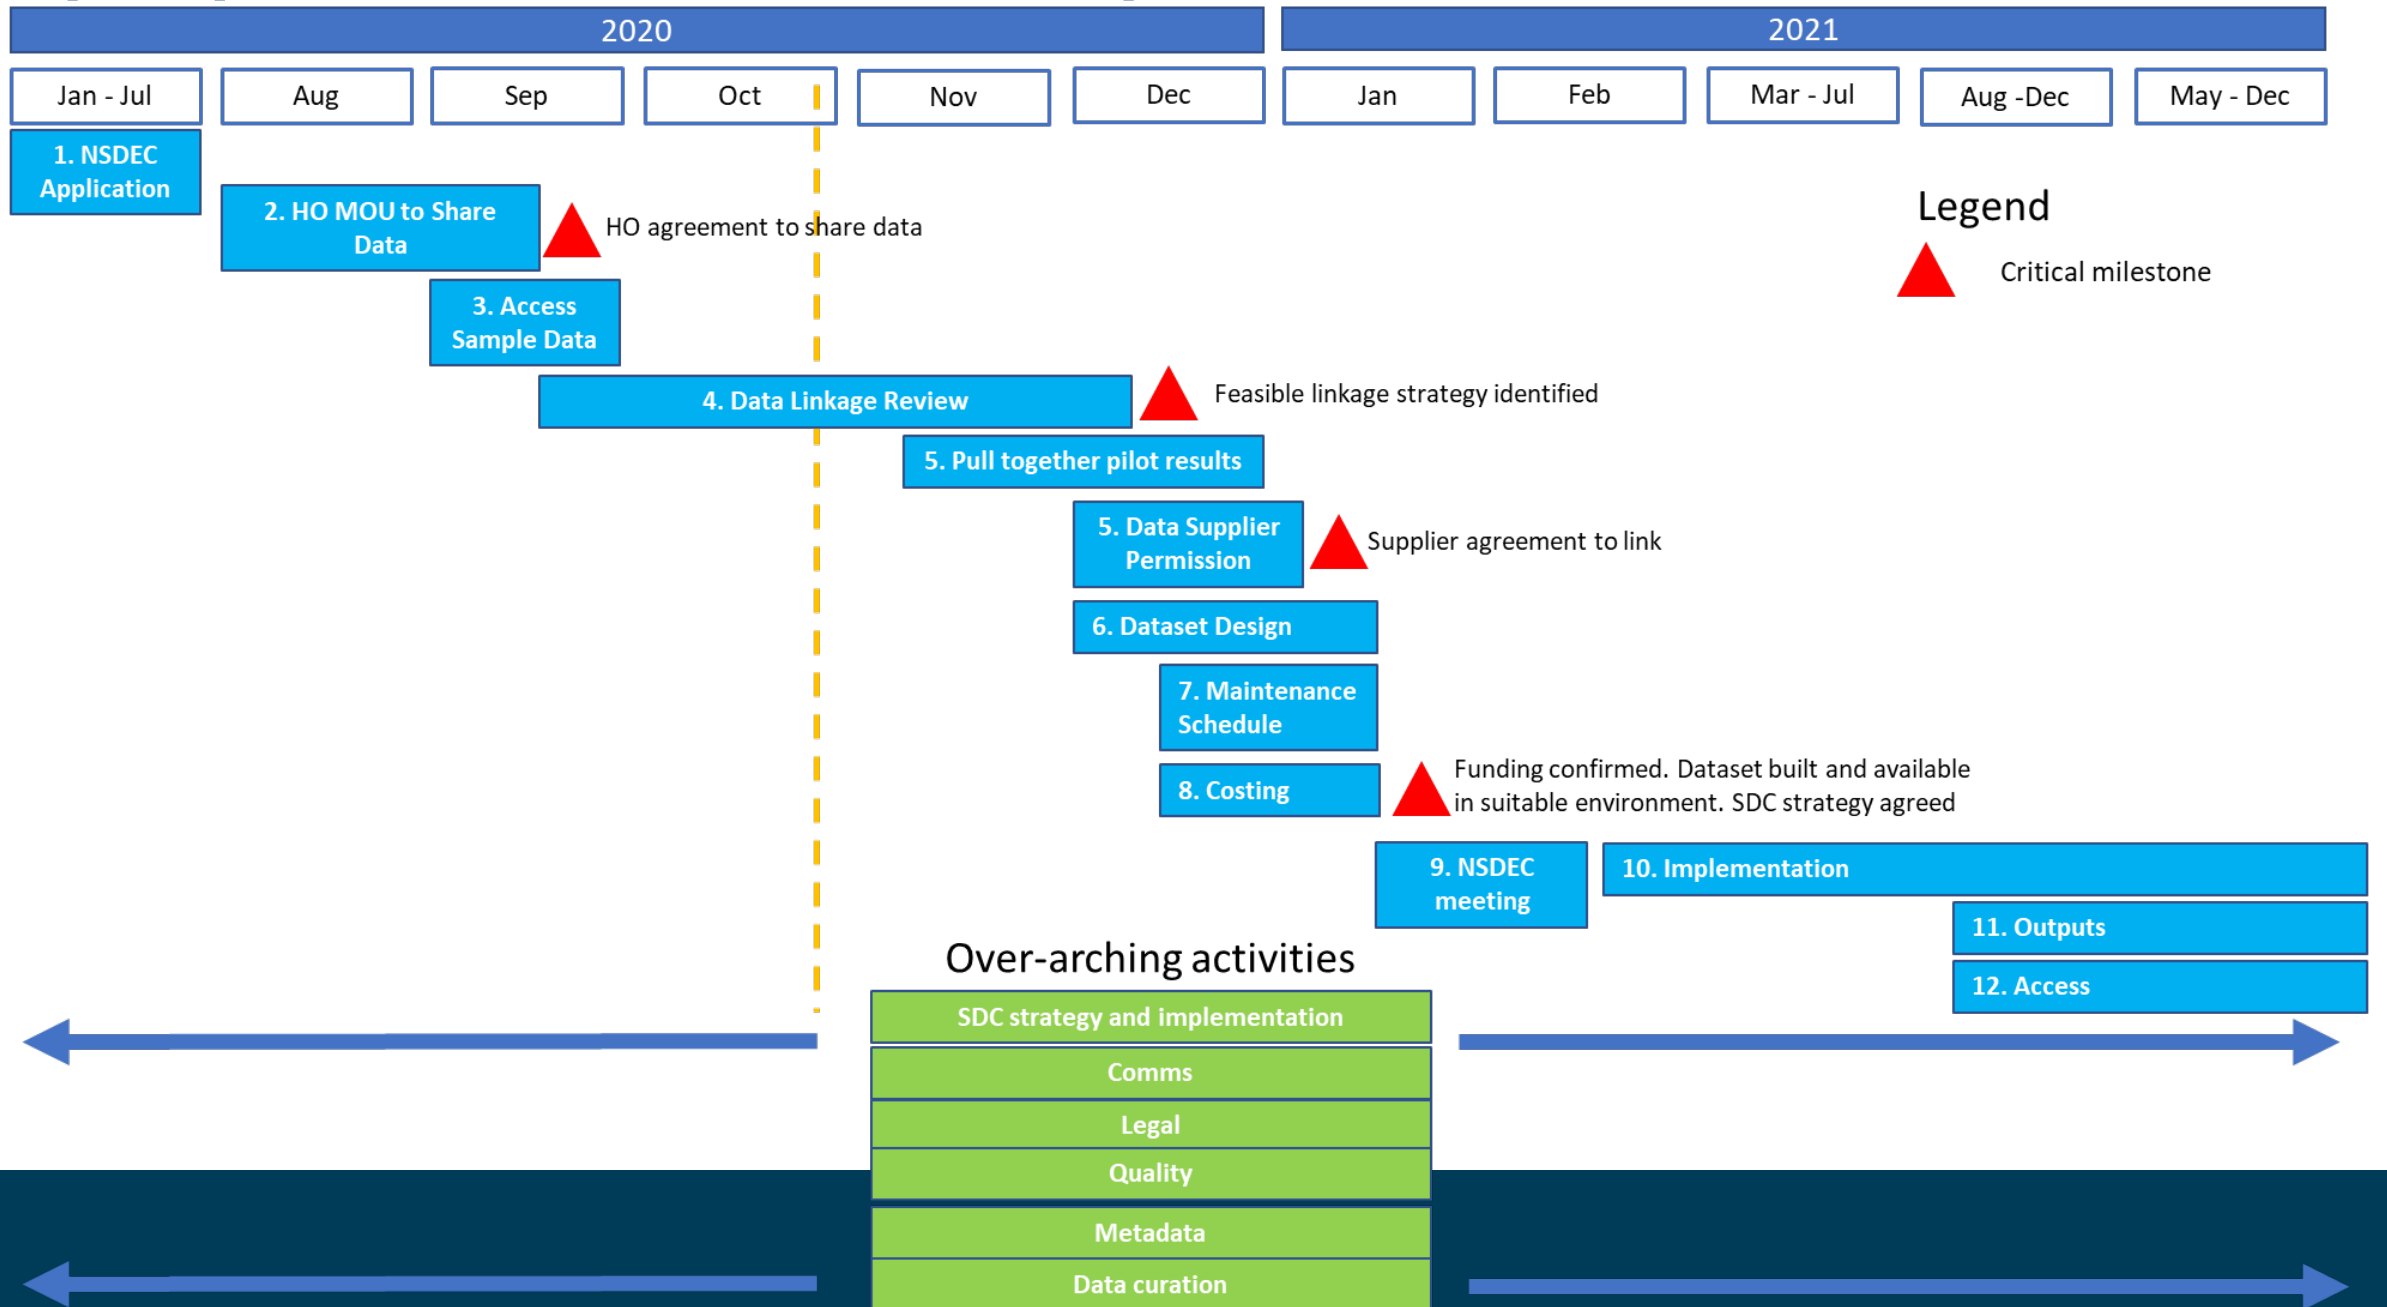 2020
2021
Jan - Jul
Aug
Sep
Oct
Nov
Dec
Jan
Feb
Mar - Jul
Aug -Dec
May - Dec
1. NSDEC
Application
2. HO MOU to Share
Data
HO agreement to share data
Legend
Critical milestone
3. Access
Sample Data
4. Data Linkage Review
Feasible linkage strategy identified
5. Pull together pilot results
5. Data Supplier
Permission
Supplier agreement to link
6. Dataset Design
7. Maintenance
Schedule
8. Costing
Funding confirmed. Dataset built and available
in suitable environment. SDC strategy agreed
9. NSDEC
meeting
10. Implementation
11. Outputs
12. Access
Over-arching activities
SDC strategy and implementation
Comms
Legal
Quality
Metadata
Data curation